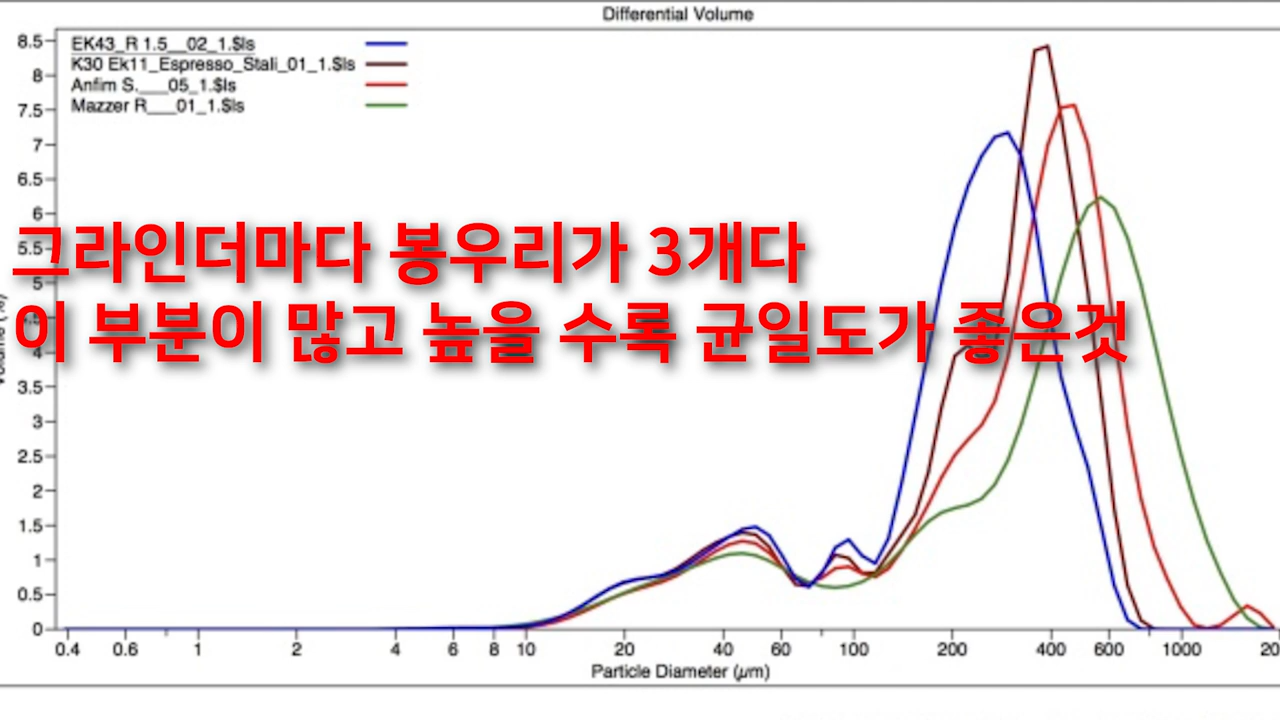 Differential Volume
EK43_R 1.5__02_1.$ls
K30 Ek11_Espresso_Stali_01_1.$ls
Anfim S.___05_1.$ls
Mazzer R___01_1.$ls
8.5
8
7.5
7
6.5
6
5.5
5
4
3.5
3
2.5
2
1.5
1
0.5
0
그라인더마다 봉우리가 3개다
이 부분이 많고 높을 수록 균일도가 좋은것
0.4 0.6 1 2 4 6 8 10 20 40 60 100 200 400 600 1000
Particle Diameter (µm)